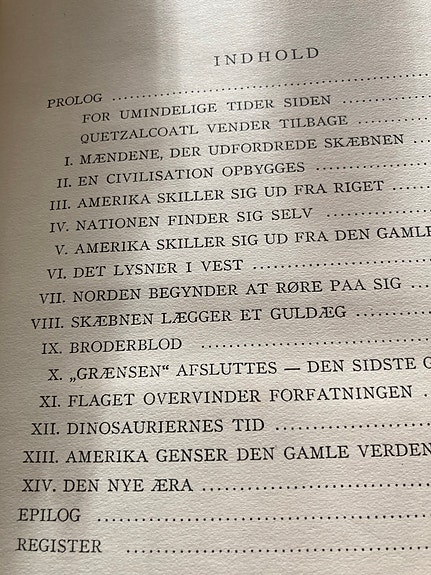 INDHOLD
PROLOG
FOR UMINDELIGE TIDER SIDEN
QUETZALCOATL VENDER TILBAGE
I. MÆNDENE, DER UDFORDREDE SKÆBNEN
II. EN CIVILISATION OPBYGGES
III. AMERIKA SKILLER SIG UD FRA RIGET
IV. NATIONEN FINDER SIG SELV
V. AMERIKA SKILLER SIG UD FRA DEN GAMLE
VI. DET LYSNER I VEST
VII. NORDEN BEGYNDER AT RØRE PAA SIG
VIII. SKÆBNEN LÆGGER ET GULDÆG
IX. BRODERBLOD
X. „GRÆNSEN“ AFSLUTTES — DEN SIDSTE
XI. FLAGET OVERVINDER FORFATNINGEN
XII. DINOSAURIERNES TID
XIII. AMERIKA GENSER DEN GAMLE VERDEN
XIV. DEN NYE ÆRA
EPILOG
REGISTER